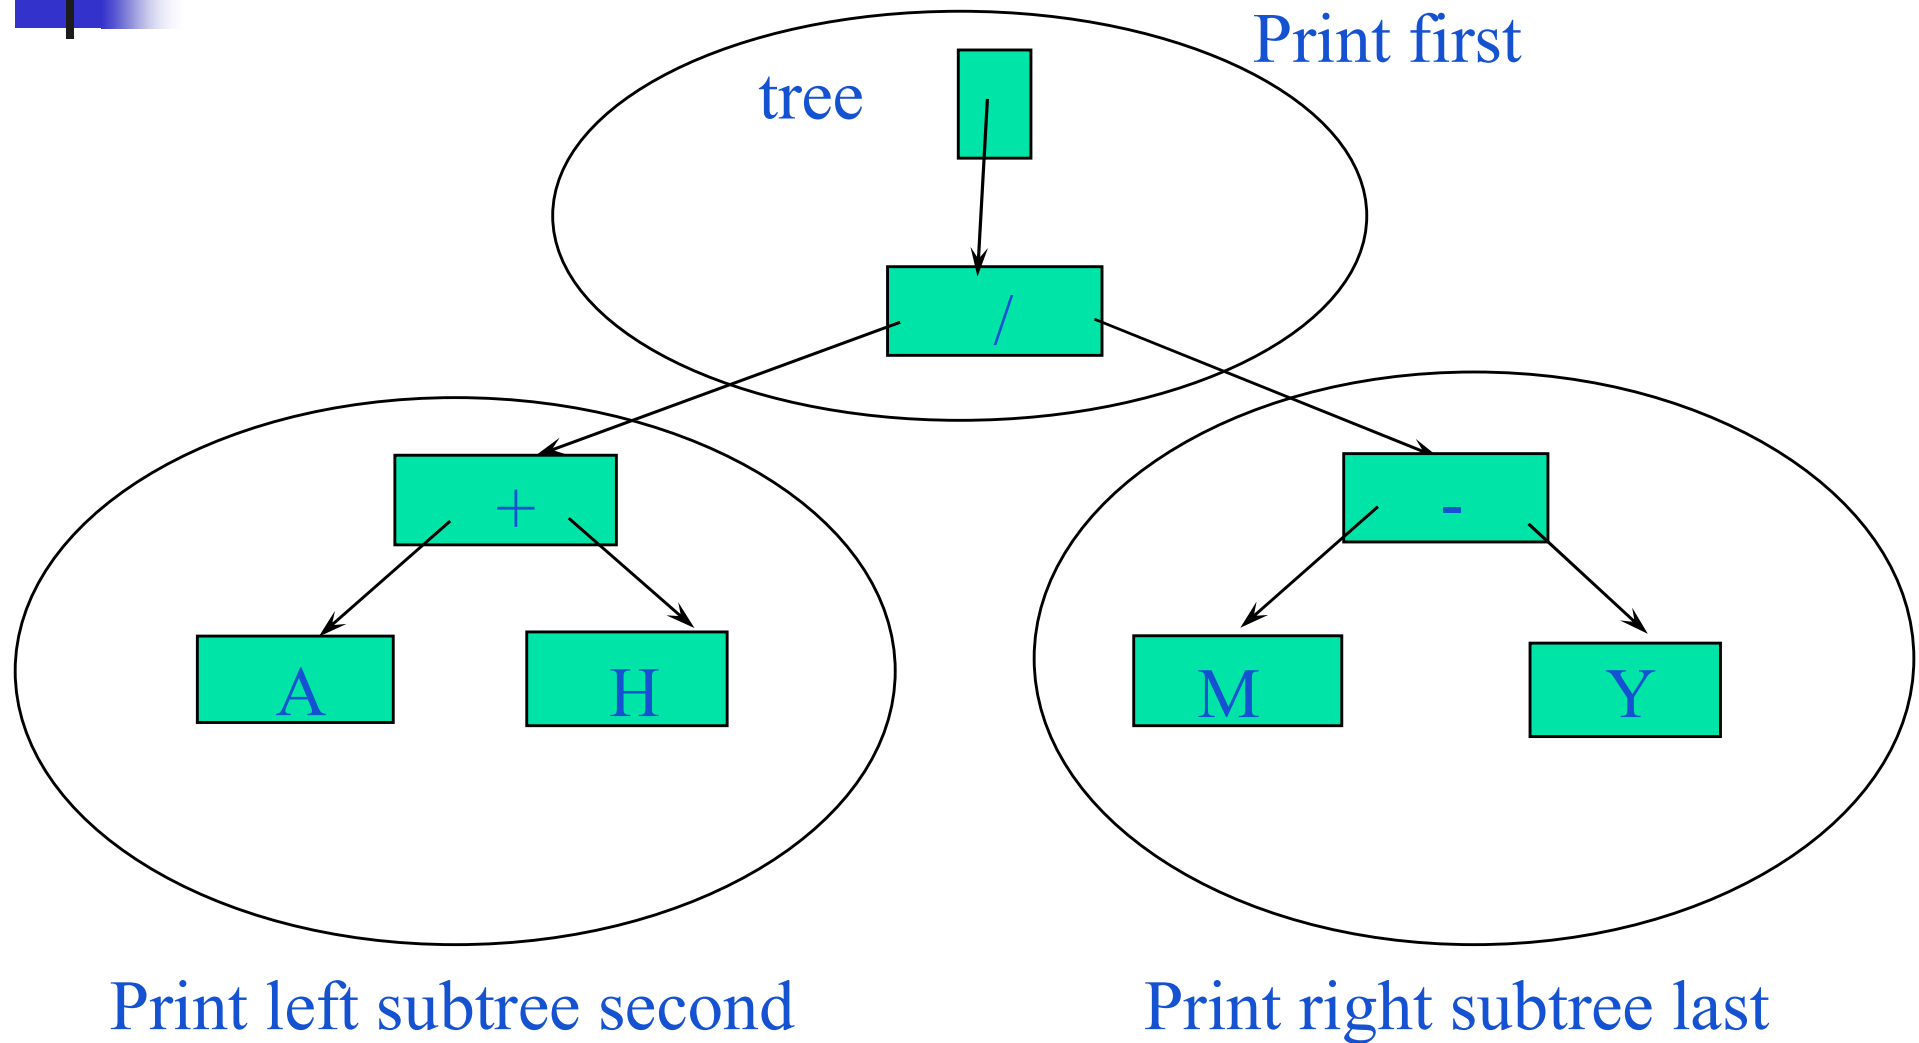 Print first
tree
/
+
-
A
H
M
Y
Print left subtree second
Print right subtree last